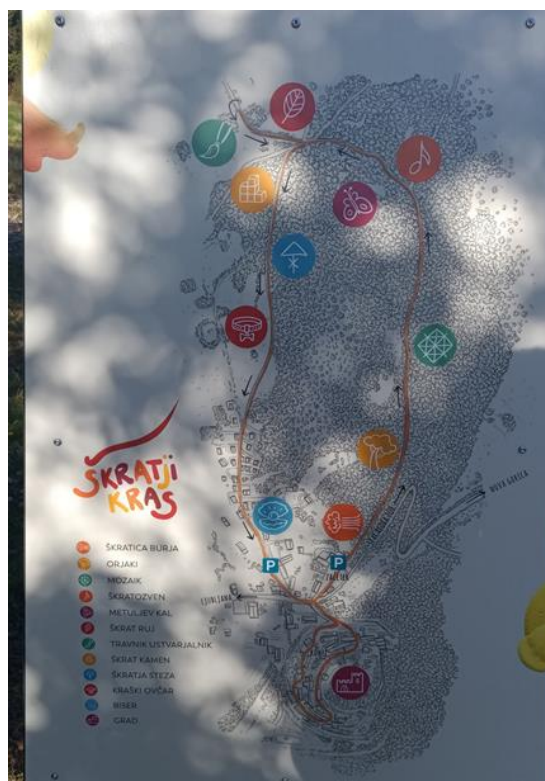 P
P
NOVA GORICA
LJUBLJANA
ŠKRATJI
KRAS
ŠKRATICA BURJA
ORJAKI
MOZAIK
ŠKRATOZVEN
METULJEV KAL
ŠKRAT RUJ
TRAVNIK USTVARJALNIK
ŠKRAT KAMEN
ŠKRATJA STEZA
KRAŠKI OVČAR
BISER
GRAD